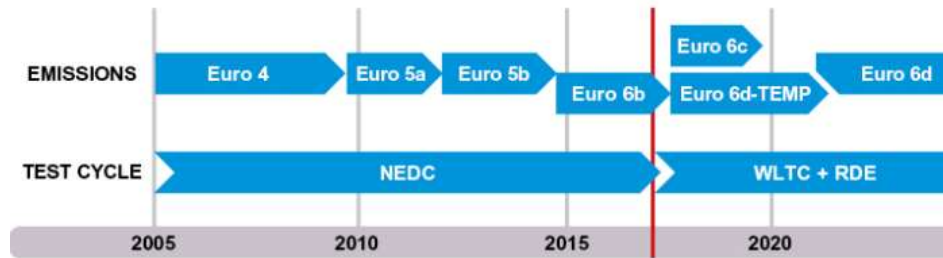 Euro 6c
EMISSIONS Euro 4 Euro 5a Euro 5b Euro 6d
Euro 6b Euro 6d-TEMP
TEST CYCLE NEDC WLTC + RDE
2005 2010 2015 2020